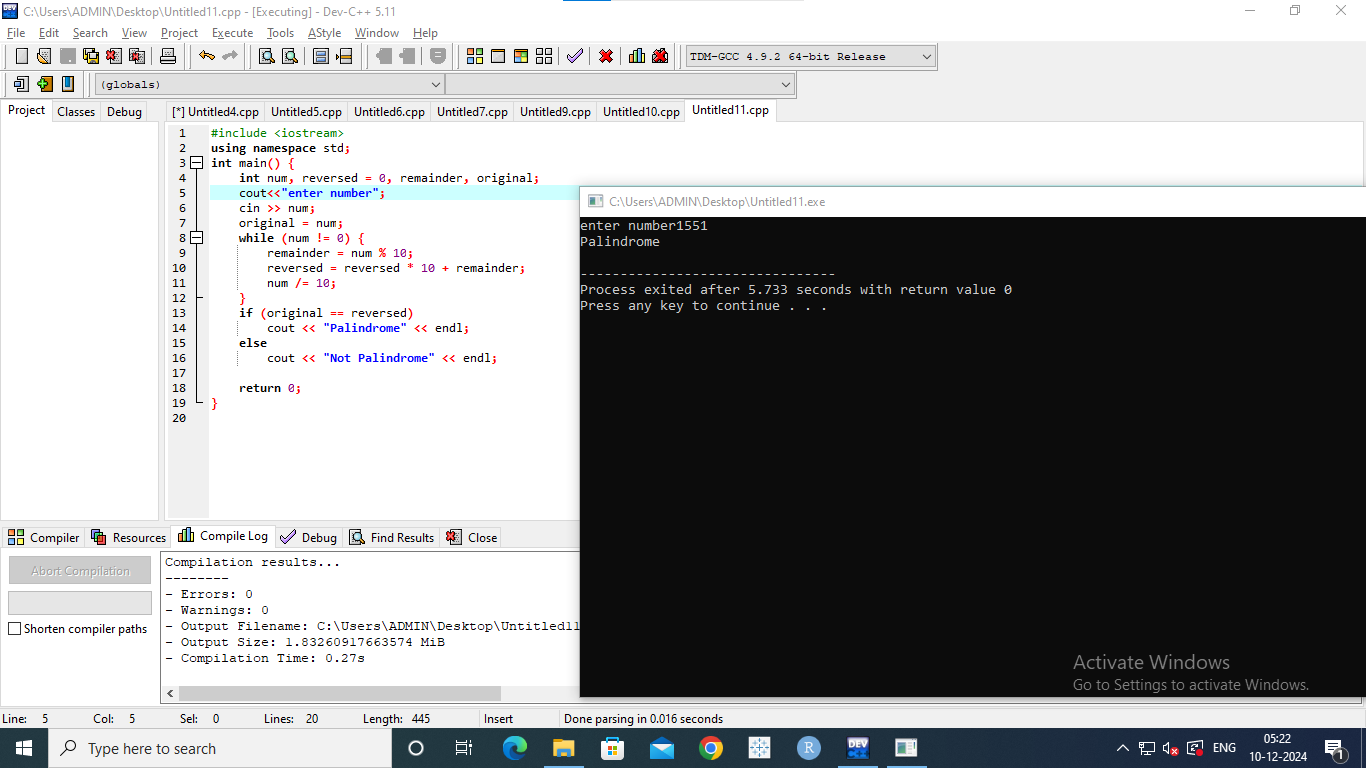 C:\Users\ADMIN\Desktop\Untitled11.cpp - [Executing] - Dev-C++ 5.11
File Edit Search View Project Execute Tools AStyle Window Help
TDM-GCC 4.9.2 64-bit Release
(globals)
Project Classes Debug
[*] Untitled4.cpp Untitled5.cpp Untitled6.cpp Untitled7.cpp Untitled9.cpp Untitled10.cpp Untitled11.cpp
1 #include <iostream>
2 using namespace std;
3 int main() {
4 int num, reversed = 0, remainder, original;
5 cout<<"enter number";
6 cin >> num;
7 original = num;
8 while (num != 0) {
9 remainder = num % 10;
10 reversed = reversed * 10 + remainder;
11 num /= 10;
12 }
13 if (original == reversed)
14 cout << "Palindrome" << endl;
15 else
16 cout << "Not Palindrome" << endl;
17
18 return 0;
19 }
20
C:\Users\ADMIN\Desktop\Untitled11.exe
enter number1551
Palindrome
--------------------------------
Process exited after 5.733 seconds with return value 0
Press any key to continue . . .
Compiler Resources Compile Log Debug Find Results Close
Abort Compilation
Shorten compiler paths
Compilation results...
--------
- Errors: 0
- Warnings: 0
- Output Filename: C:\Users\ADMIN\Desktop\Untitled11
- Output Size: 1.83260917663574 MiB
- Compilation Time: 0.27s
Activate Windows
Go to Settings to activate Windows.
Line: 5 Col: 5 Sel: 0 Lines: 20 Length: 445 Insert Done parsing in 0.016 seconds
Type here to search
DEV
R
DEV
ENG
05:22
10-12-2024
1